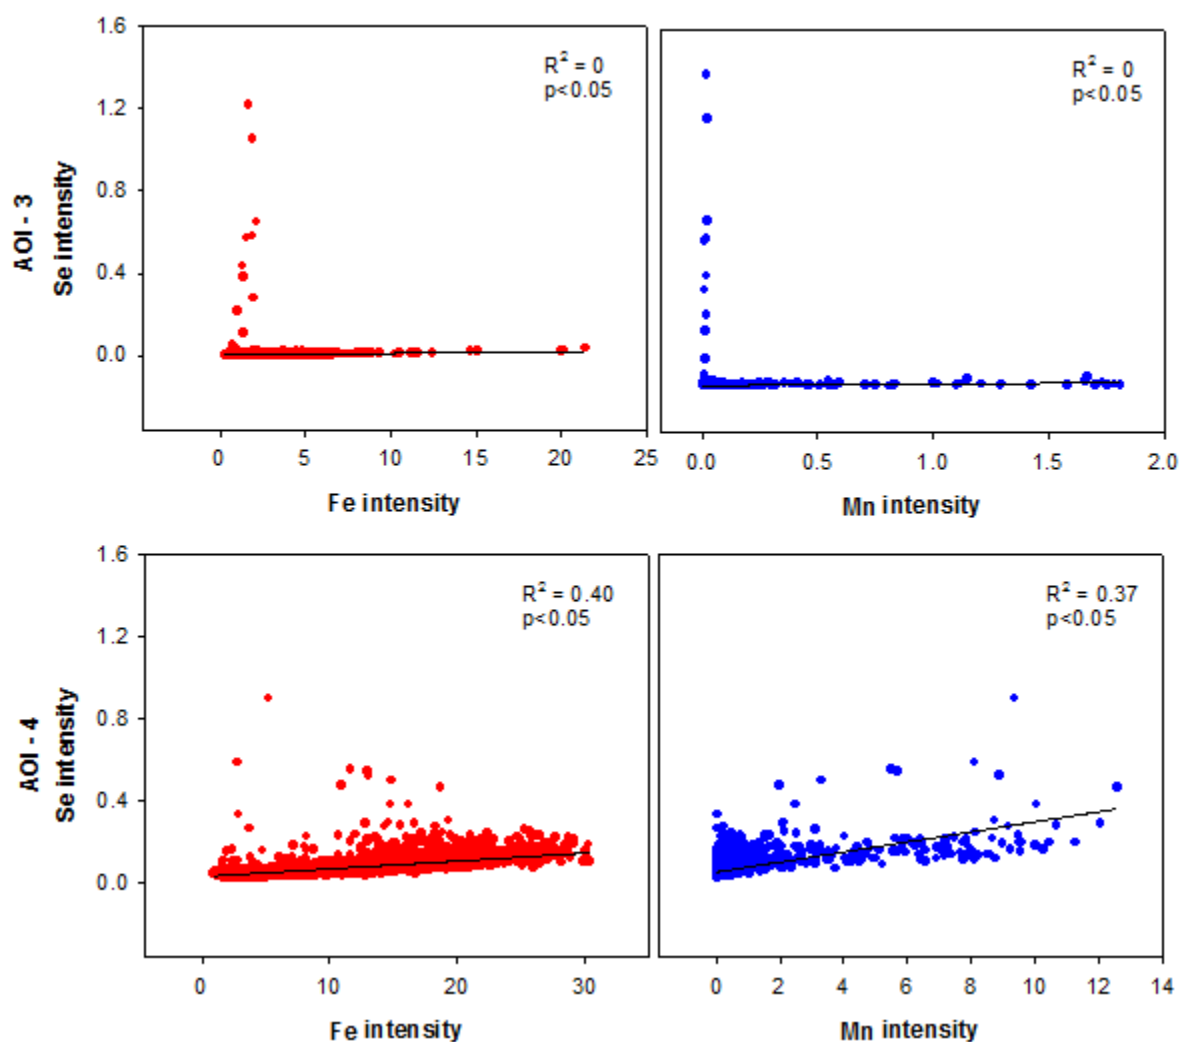 1.6
1.2
0.8
0.4
0.0
AOI - 3
Se intensity
R² = 0
p<0.05
0 5 10 15 20 25
Fe intensity
R² = 0
p<0.05
0.0 0.5 1.0 1.5 2.0
Mn intensity
1.6
1.2
0.8
0.4
0.0
AOI - 4
Se intensity
R² = 0.40
p<0.05
0 10 20 30
Fe intensity
R² = 0.37
p<0.05
0 2 4 6 8 10 12 14
Mn intensity